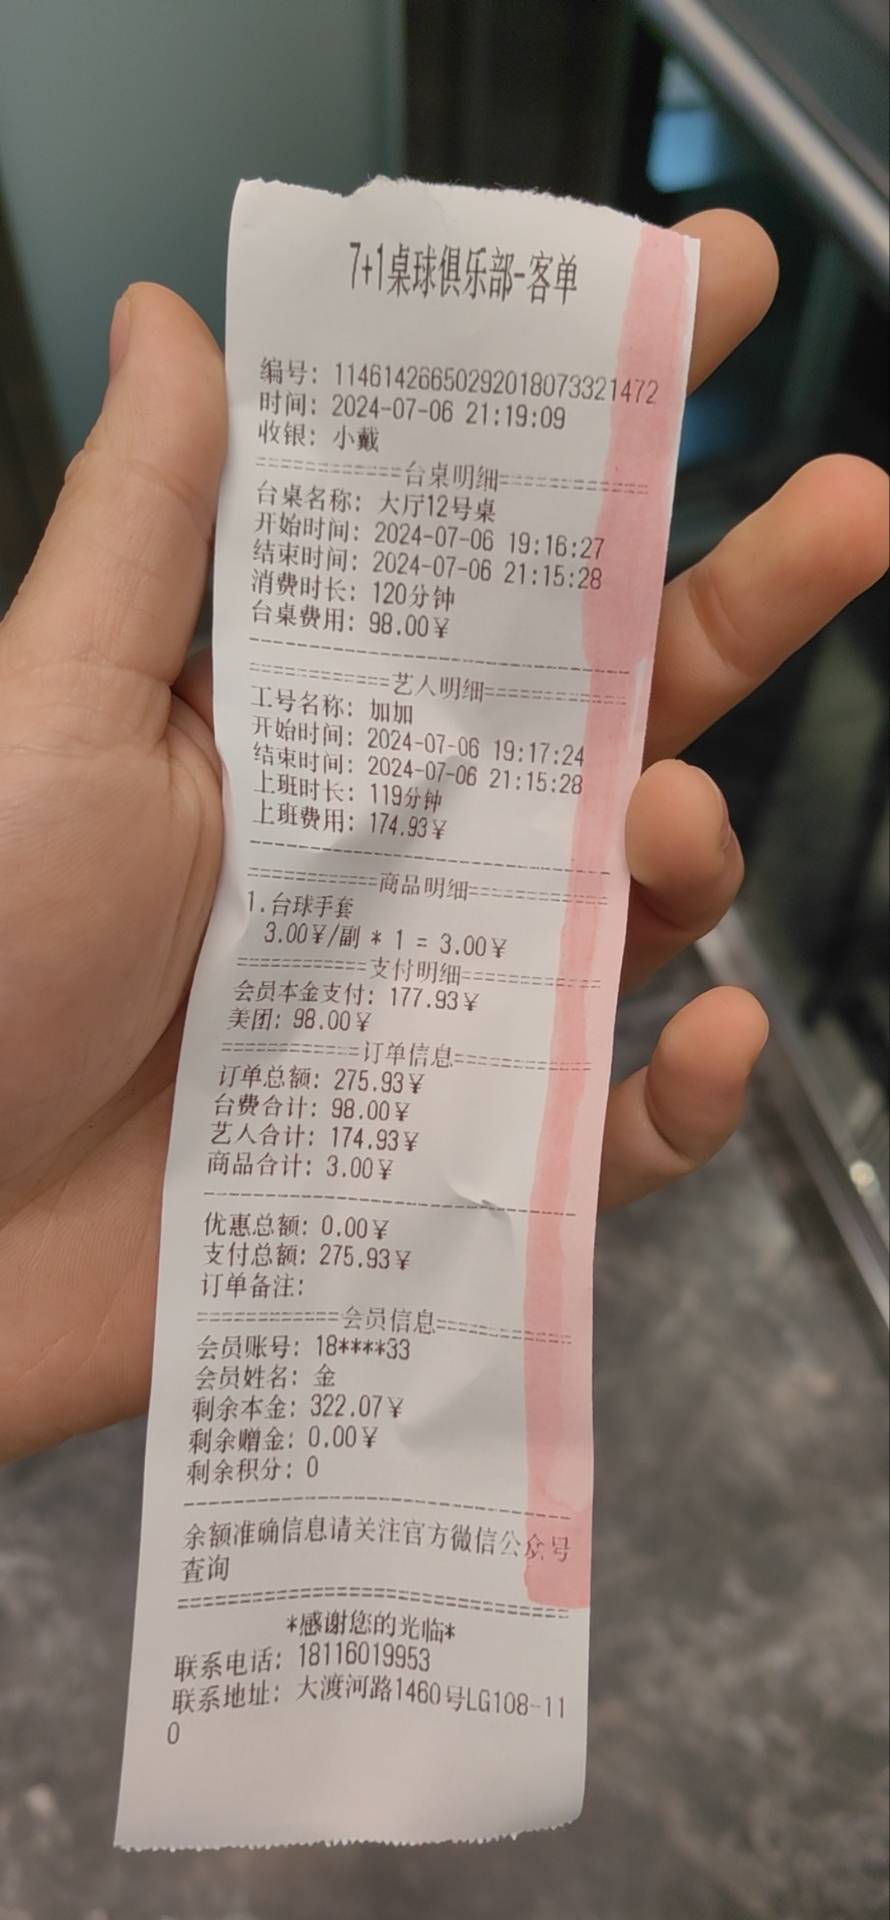 7+1桌球俱乐部-客单
编号: 1146142665029201807332​1472
时间: 2024-07-06 21:19:09
收银: 小戴
============台桌明细============
台桌名称: 大厅12号桌
开始时间: 2024-07-06 19:16:27
结束时间: 2024-07-06 21:15:28
消费时长: 120分钟
台桌费用: 98.00¥
--------------------------------
============艺人明细============
工号名称: 加加
开始时间: 2024-07-06 19:17:24
结束时间: 2024-07-06 21:15:28
上班时长: 119分钟
上班费用: 174.93¥
--------------------------------
============商品明细============
1.台球手套
3.00¥/副 * 1 = 3.00¥
============支付明细============
会员本金支付: 177.93¥
美团: 98.00¥
============订单信息============
订单总额: 275.93¥
台费合计: 98.00¥
艺人合计: 174.93¥
商品合计: 3.00¥
--------------------------------
优惠总额: 0.00¥
支付总额: 275.93¥
订单备注:
============会员信息============
会员账号: 18****33
会员姓名: 金
剩余本金: 322.07¥
剩余赠金: 0.00¥
剩余积分: 0
--------------------------------
余额准确信息请关注官方微信公众号
查询
================================
*感谢您的光临*
联系电话: 18116019953
联系地址: 大渡河路1460号LG108-11
0